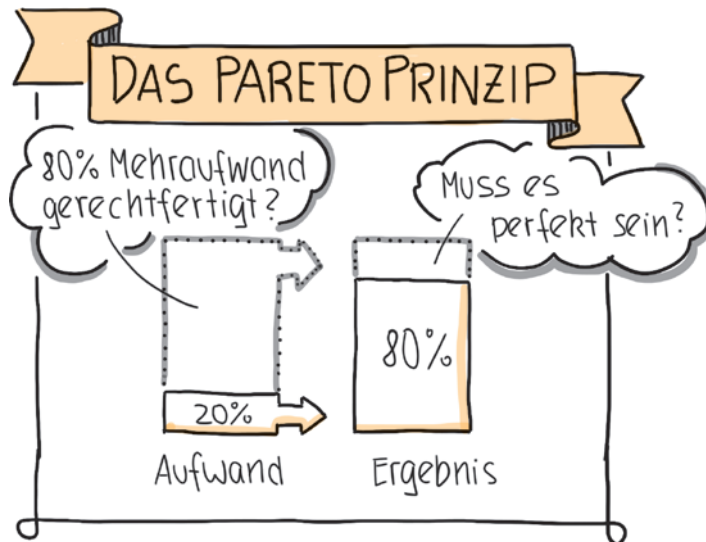 DAS PARETO PRINZIP
80% Mehraufwand
gerechtfertigt?
Muss es
perfekt sein?
80%
20%
Aufwand
Ergebnis